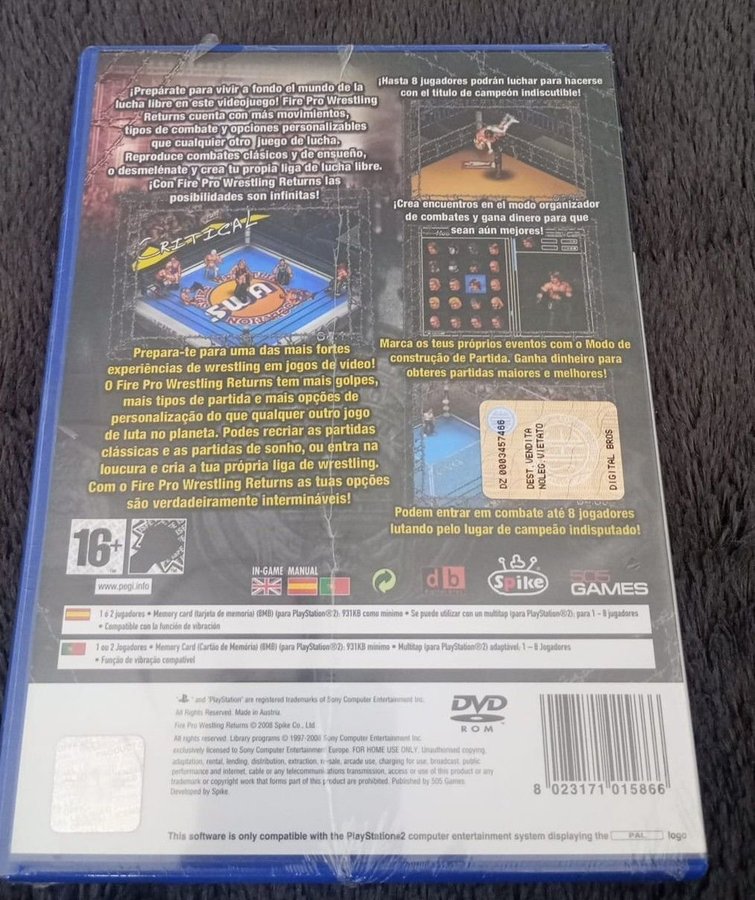 ¡Prepárate para vivir a fondo el mundo de la
lucha libre en este videojuego! Fire Pro Wrestling
Returns cuenta con más movimientos,
tipos de combate y opciones personalizables
que cualquier otro juego de lucha.
Reproduce combates clásicos y de ensueño,
o desmelénate y crea tu propia liga de lucha libre.
¡Con Fire Pro Wrestling Returns las
posibilidad son infinitas!
¡Hasta 8 jugadores podrán luchar para hacerse
con el título de campeón indiscutible!
¡Crea encuentros en el modo organizador
de combates y gana dinero para que
sean aún mejores!
CRITICAL
SWA
Prepara-te para uma das mais fortes
experiências de wrestling em jogos de vídeo!
O Fire Pro Wrestling Returns tem mais golpes,
mais tipos de partida e mais opções de
personalização do que qualquer outro jogo
de luta no planeta. Podes recriar as partidas
clássicas e as partidas de sonho, ou entra na
loucura e cria a tua própria liga de wrestling.
Com o Fire Pro Wrestling Returns as tuas opções
são verdadeiramente intermináveis!
Marca os teus próprios eventos com o Modo de
construção de Partida. Ganha dinheiro para
obteres partidas maiores e melhores!
DZ 0003457466
DEST.VENDITA
NOLEG.VIETATO
DIGITAL BROS
Podem entrar em combate até 8 jogadores
lutando pelo lugar de campeão indisputado!
16+
www.pegi.info
IN-GAME MANUAL
db
Spike
505
GAMES
1 ó 2 jugadores • Memory card (tarjeta de memoria) (8MB) (para PlayStation®2): 931KB como mínimo • Se puede utilizar con un multitap (para PlayStation®2); para 1 – 8 jugadores
• Compatible con la función de vibración
1 ou 2 Jogadores • Memory Card (Cartão de Memória) (8MB) (para PlayStation®2): 931KB mínimo • Multitap (para PlayStation®2) adaptável: 1 – 8 Jogadores
• Função de vibração compatível
" " and "PlayStation" are registered trademarks of Sony Computer Entertainment Inc.
All Rights Reserved. Made in Austria.
Fire Pro Wrestling Returns © 2008 Spike Co., Ltd.
All rights reserved. Library programs © 1997-2008 Sony Computer Entertainment Inc.
exclusively licensed to Sony Computer Entertainment Europe. FOR HOME USE ONLY. Unauthorised copying,
adaptation, rental, lending, distribution, extraction, re-sale, arcade use, charging for use, broadcast, public
performance and internet, cable or any telecommunications transmission, access or use of this product or any
trademark or copyright work that forms part of this product are prohibited. Published by 505 Games.
Developed by Spike.
DVD
ROM
8 023171 015866
This software is only compatible with the PlayStation®2 computer entertainment system displaying the PAL logo